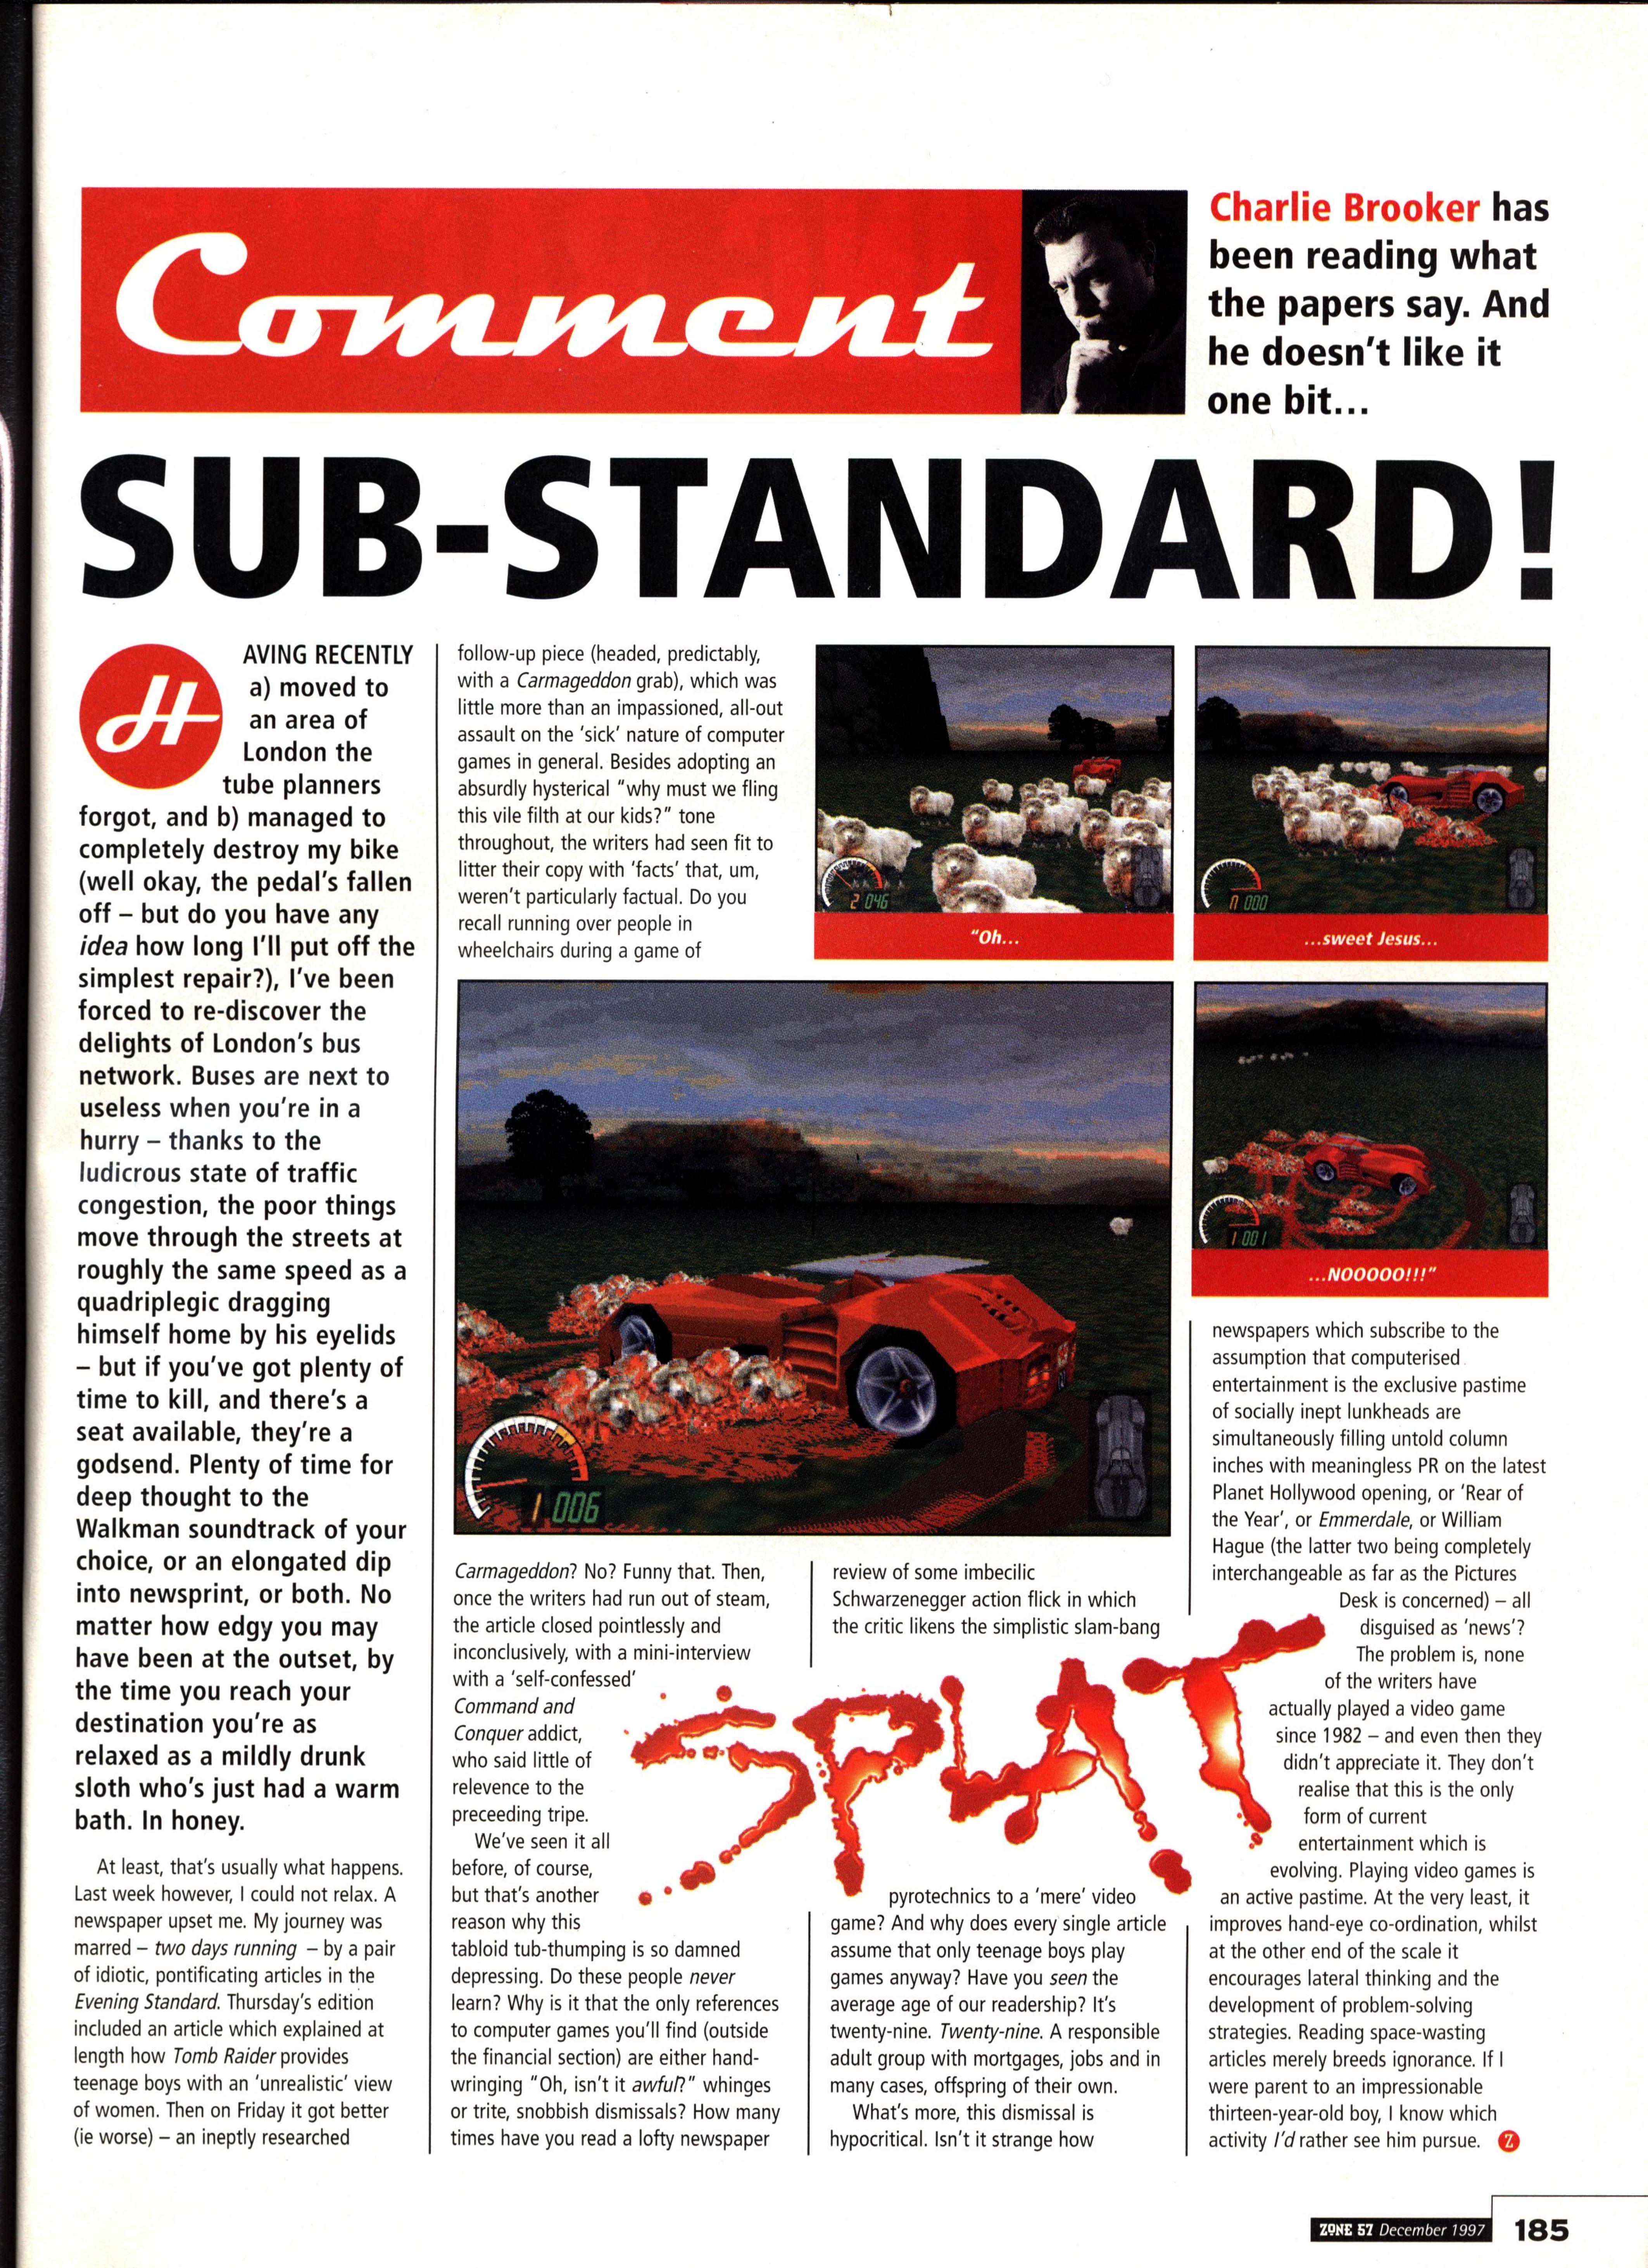 Comment
Charlie Brooker has
been reading what
the papers say. And
he doesn't like it
one bit...
SUB-STANDARD!
HAVING RECENTLY
a) moved to
an area of
London the
tube planners
forgot, and b) managed to
completely destroy my bike
(well okay, the pedal's fallen
off – but do you have any
idea how long I'll put off the
simplest repair?), I've been
forced to re-discover the
delights of London's bus
network. Buses are next to
useless when you're in a
hurry – thanks to the
ludicrous state of traffic
congestion, the poor things
move through the streets at
roughly the same speed as a
quadriplegic dragging
himself home by his eyelids
– but if you've got plenty of
time to kill, and there's a
seat available, they're a
godsend. Plenty of time for
deep thought to the
Walkman soundtrack of your
choice, or an elongated dip
into newsprint, or both. No
matter how edgy you may
have been at the outset, by
the time you reach your
destination you're as
relaxed as a mildly drunk
sloth who's just had a warm
bath. In honey.
At least, that's usually what happens.
Last week however, I could not relax. A
newspaper upset me. My journey was
marred – two days running – by a pair
of idiotic, pontificating articles in the
Evening Standard. Thursday's edition
included an article which explained at
length how Tomb Raider provides
teenage boys with an 'unrealistic' view
of women. Then on Friday it got better
(ie worse) – an ineptly researched
follow-up piece (headed, predictably,
with a Carmageddon grab), which was
little more than an impassioned, all-out
assault on the 'sick' nature of computer
games in general. Besides adopting an
absurdly hysterical "why must we fling
this vile filth at our kids?" tone
throughout, the writers had seen fit to
litter their copy with 'facts' that, um,
weren't particularly factual. Do you
recall running over people in
wheelchairs during a game of
2 046
"Oh...
n 000
...sweet Jesus...
1 006
1 001
...NOOOOO!!!"
Carmageddon? No? Funny that. Then,
once the writers had run out of steam,
the article closed pointlessly and
inconclusively, with a mini-interview
with a 'self-confessed'
Command and
Conquer addict,
who said little of
relevence to the
preceeding tripe.
We've seen it all
before, of course,
but that's another
reason why this
tabloid tub-thumping is so damned
depressing. Do these people never
learn? Why is it that the only references
to computer games you'll find (outside
the financial section) are either hand-
wringing "Oh, isn't it awful?" whinges
or trite, snobbish dismissals? How many
times have you read a lofty newspaper
review of some imbecilic
Schwarzenegger action flick in which
the critic likens the simplistic slam-bang
SPLAT
pyrotechnics to a 'mere' video
game? And why does every single article
assume that only teenage boys play
games anyway? Have you seen the
average age of our readership? It's
twenty-nine. Twenty-nine. A responsible
adult group with mortgages, jobs and in
many cases, offspring of their own.
What's more, this dismissal is
hypocritical. Isn't it strange how
newspapers which subscribe to the
assumption that computerised
entertainment is the exclusive pastime
of socially inept lunkheads are
simultaneously filling untold column
inches with meaningless PR on the latest
Planet Hollywood opening, or 'Rear of
the Year', or Emmerdale, or William
Hague (the latter two being completely
interchangeable as far as the Pictures
Desk is concerned) – all
disguised as 'news'?
The problem is, none
of the writers have
actually played a video game
since 1982 – and even then they
didn't appreciate it. They don't
realise that this is the only
form of current
entertainment which is
evolving. Playing video games is
an active pastime. At the very least, it
improves hand-eye co-ordination, whilst
at the other end of the scale it
encourages lateral thinking and the
development of problem-solving
strategies. Reading space-wasting
articles merely breeds ignorance. If I
were parent to an impressionable
thirteen-year-old boy, I know which
activity I'd rather see him pursue. Z
ZONE 57 December 1997 185